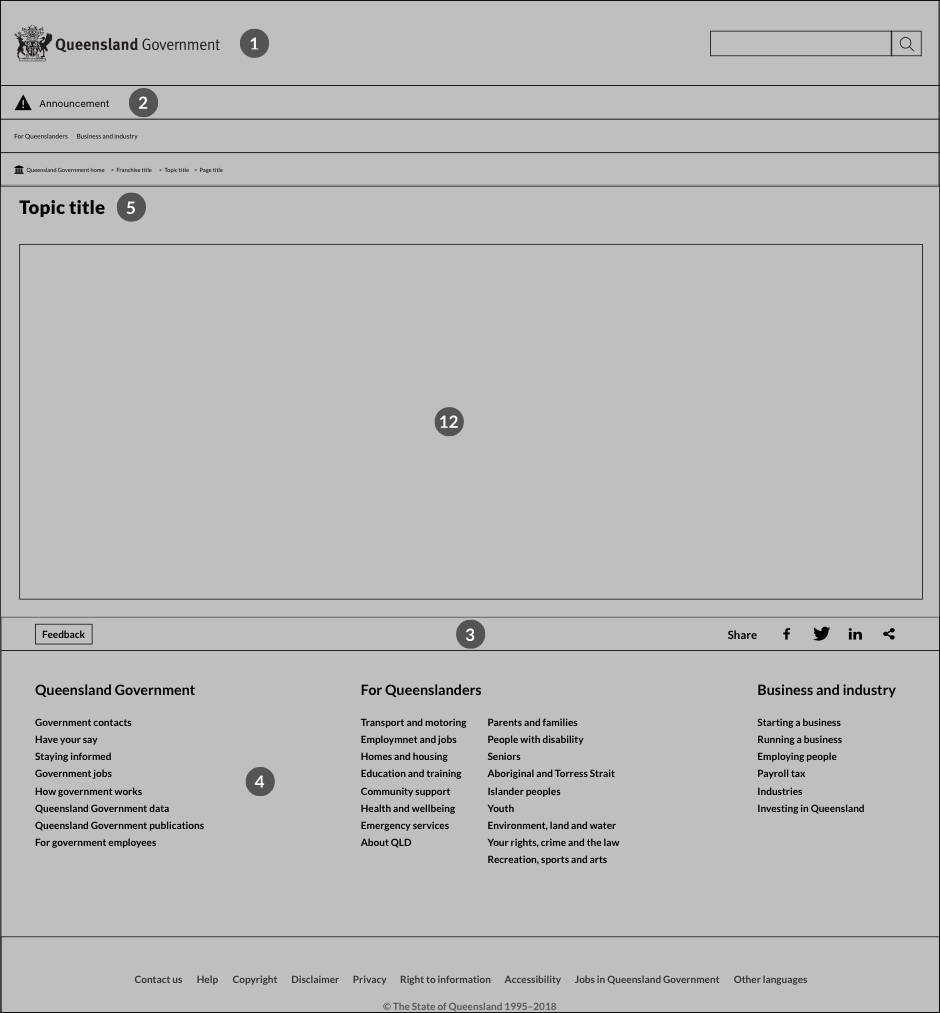 Queensland Government 1
Announcement 2
For Queenslanders Business and industry
Queensland Government home > Franchise title > Topic title > Page title
Topic title 5
12
Feedback 3 Share
Queensland Government
Government contacts
Have your say
Staying informed
Government jobs
How government works
Queensland Government data
Queensland Government publications
For government employees
4
For Queenslanders
Transport and motoring
Employmnet and jobs
Homes and housing
Education and training
Community support
Health and wellbeing
Emergency services
About QLD
Parents and families
People with disability
Seniors
Aboriginal and Torress Strait
Islander peoples
Youth
Environment, land and water
Your rights, crime and the law
Recreation, sports and arts
Business and industry
Starting a business
Running a business
Employing people
Payroll tax
Industries
Investing in Queensland
Contact us Help Copyright Disclaimer Privacy Right to information Accessibility Jobs in Queensland Government Other languages
© The State of Queensland 1995–2018